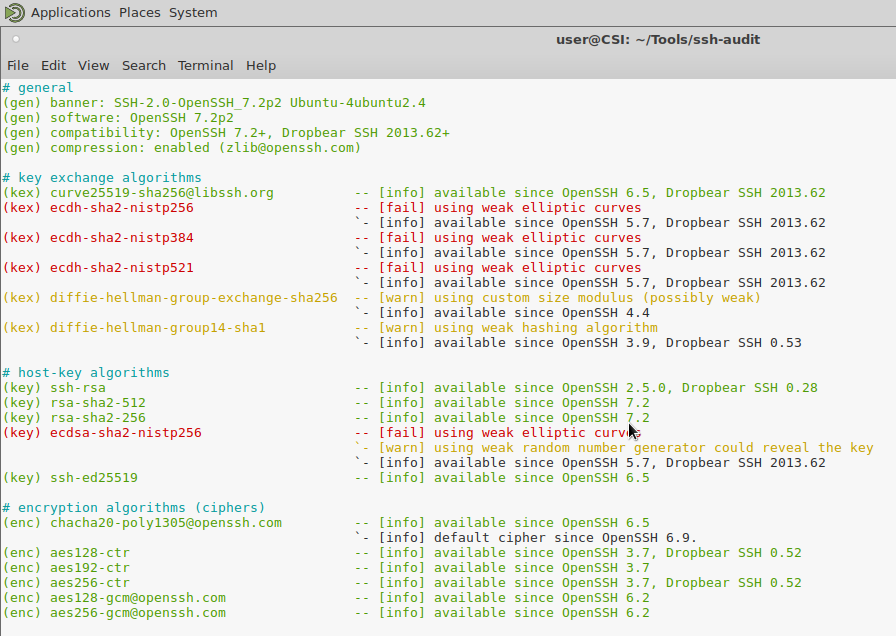 Applications Places System
user@CSI: ~/Tools/ssh-audit
File Edit View Search Terminal Help
# general
(gen) banner: SSH-2.0-OpenSSH_7.2p2 Ubuntu-4ubuntu2.4
(gen) software: OpenSSH 7.2p2
(gen) compatibility: OpenSSH 7.2+, Dropbear SSH 2013.62+
(gen) compression: enabled (zlib@openssh.com)
# key exchange algorithms
(kex) curve25519-sha256@libssh.org -- [info] available since OpenSSH 6.5, Dropbear SSH 2013.62
(kex) ecdh-sha2-nistp256 -- [fail] using weak elliptic curves
`- [info] available since OpenSSH 5.7, Dropbear SSH 2013.62
(kex) ecdh-sha2-nistp384 -- [fail] using weak elliptic curves
`- [info] available since OpenSSH 5.7, Dropbear SSH 2013.62
(kex) ecdh-sha2-nistp521 -- [fail] using weak elliptic curves
`- [info] available since OpenSSH 5.7, Dropbear SSH 2013.62
(kex) diffie-hellman-group-exchange-sha256 -- [warn] using custom size modulus (possibly weak)
`- [info] available since OpenSSH 4.4
(kex) diffie-hellman-group14-sha1 -- [warn] using weak hashing algorithm
`- [info] available since OpenSSH 3.9, Dropbear SSH 0.53
# host-key algorithms
(key) ssh-rsa -- [info] available since OpenSSH 2.5.0, Dropbear SSH 0.28
(key) rsa-sha2-512 -- [info] available since OpenSSH 7.2
(key) rsa-sha2-256 -- [info] available since OpenSSH 7.2
(key) ecdsa-sha2-nistp256 -- [fail] using weak elliptic curves
`- [warn] using weak random number generator could reveal the key
`- [info] available since OpenSSH 5.7, Dropbear SSH 2013.62
(key) ssh-ed25519 -- [info] available since OpenSSH 6.5
# encryption algorithms (ciphers)
(enc) chacha20-poly1305@openssh.com -- [info] available since OpenSSH 6.5
`- [info] default cipher since OpenSSH 6.9.
(enc) aes128-ctr -- [info] available since OpenSSH 3.7, Dropbear SSH 0.52
(enc) aes192-ctr -- [info] available since OpenSSH 3.7
(enc) aes256-ctr -- [info] available since OpenSSH 3.7, Dropbear SSH 0.52
(enc) aes128-gcm@openssh.com -- [info] available since OpenSSH 6.2
(enc) aes256-gcm@openssh.com -- [info] available since OpenSSH 6.2